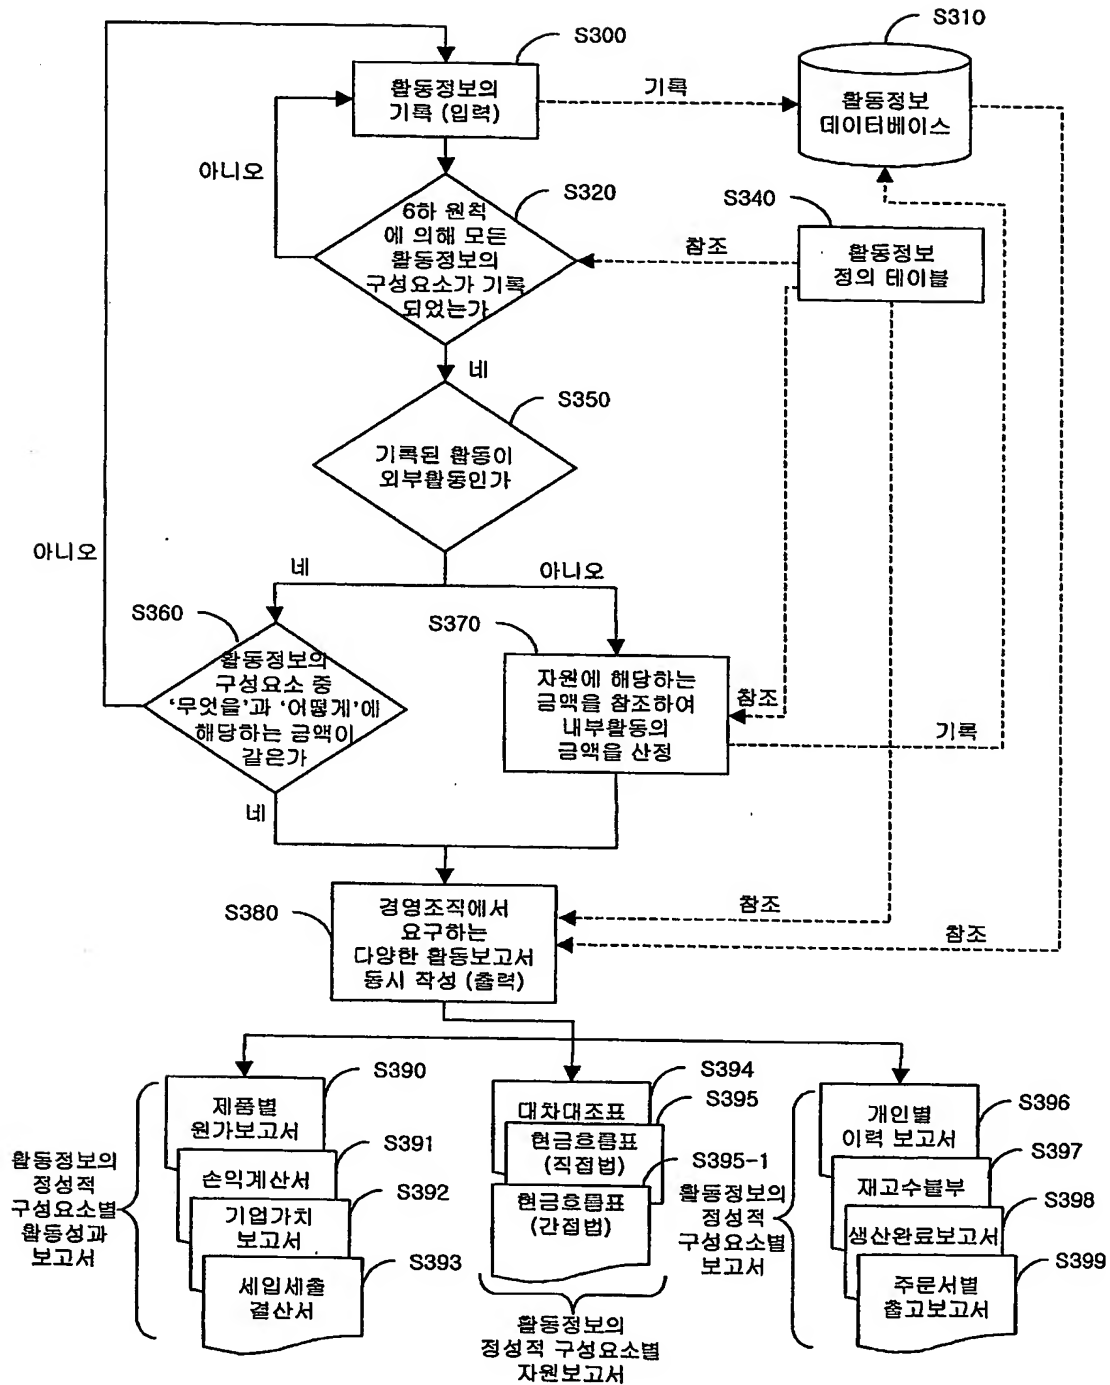 S300
S310
활동정보의
기록 (입력)
기록
활동정보
데이터베이스
아니오
S320
6하 원칙
에 의해 모든
활동정보의
구성요소가 기록
되었는가
참조
S340
활동정보
정의 테이블
네
S350
기록된 활동이
외부활동인가
아니오
네
아니오
S360
활동정보의
구성요소 중
‘무엇을’과 ‘어떻게’에
해당하는 금액이
같은가
S370
자원에 해당하는
금액을 참조하여
내부활동의
금액을 산정
참조
기록
네
S380
경영조직에서
요구하는
다양한 활동보고서
동시 작성 (출력)
참조
참조
S390
제품별
원가보고서
S391
손익계산서
S392
기업가치
보고서
S393
세입세출
결산서
활동정보의
정성적
구성요소별
활동성과
보고서
S394
대차대조표
S395
현금흐름표
(직접법)
S395-1
현금흐름표
(간접법)
활동정보의
정성적 구성요소별
자원보고서
활동정보의
정성적
구성요소별
보고서
S396
개인별
이력 보고서
S397
재고수불부
S398
생산완료보고서
S399
주문서별
출고보고서